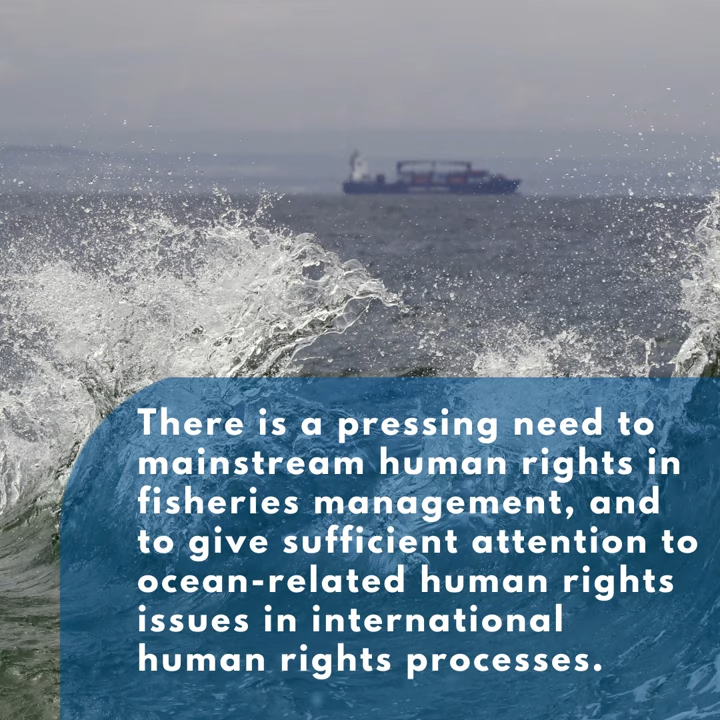 There is a pressing need to
mainstream human rights in
fisheries management, and
to give sufficient attention to
ocean-related human rights
issues in international
human rights processes.